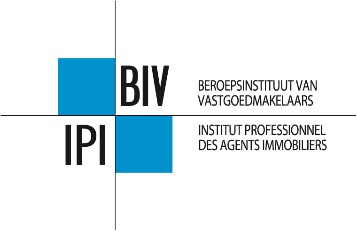 BIV
BEROEPSINSTITUUT VAN
VASTGOEDMAKELAARS
IPI
INSTITUT PROFESSIONNEL
DES AGENTS IMMOBILIERS